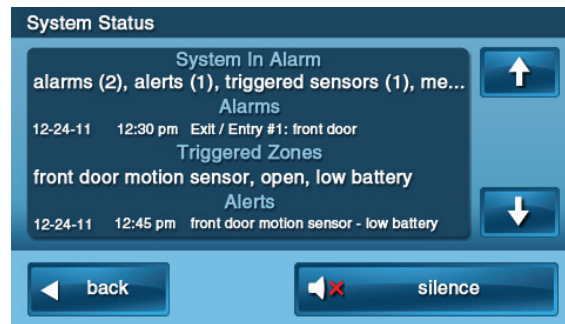 System Status
System In Alarm
alarms (2), alerts (1), triggered sensors (1), me...
Alarms
12-24-11 12:30 pm Exit / Entry #1: front door
Triggered Zones
front door motion sensor, open, low battery
Alerts
12-24-11 12:45 pm front door motion sensor - low battery
back
silence